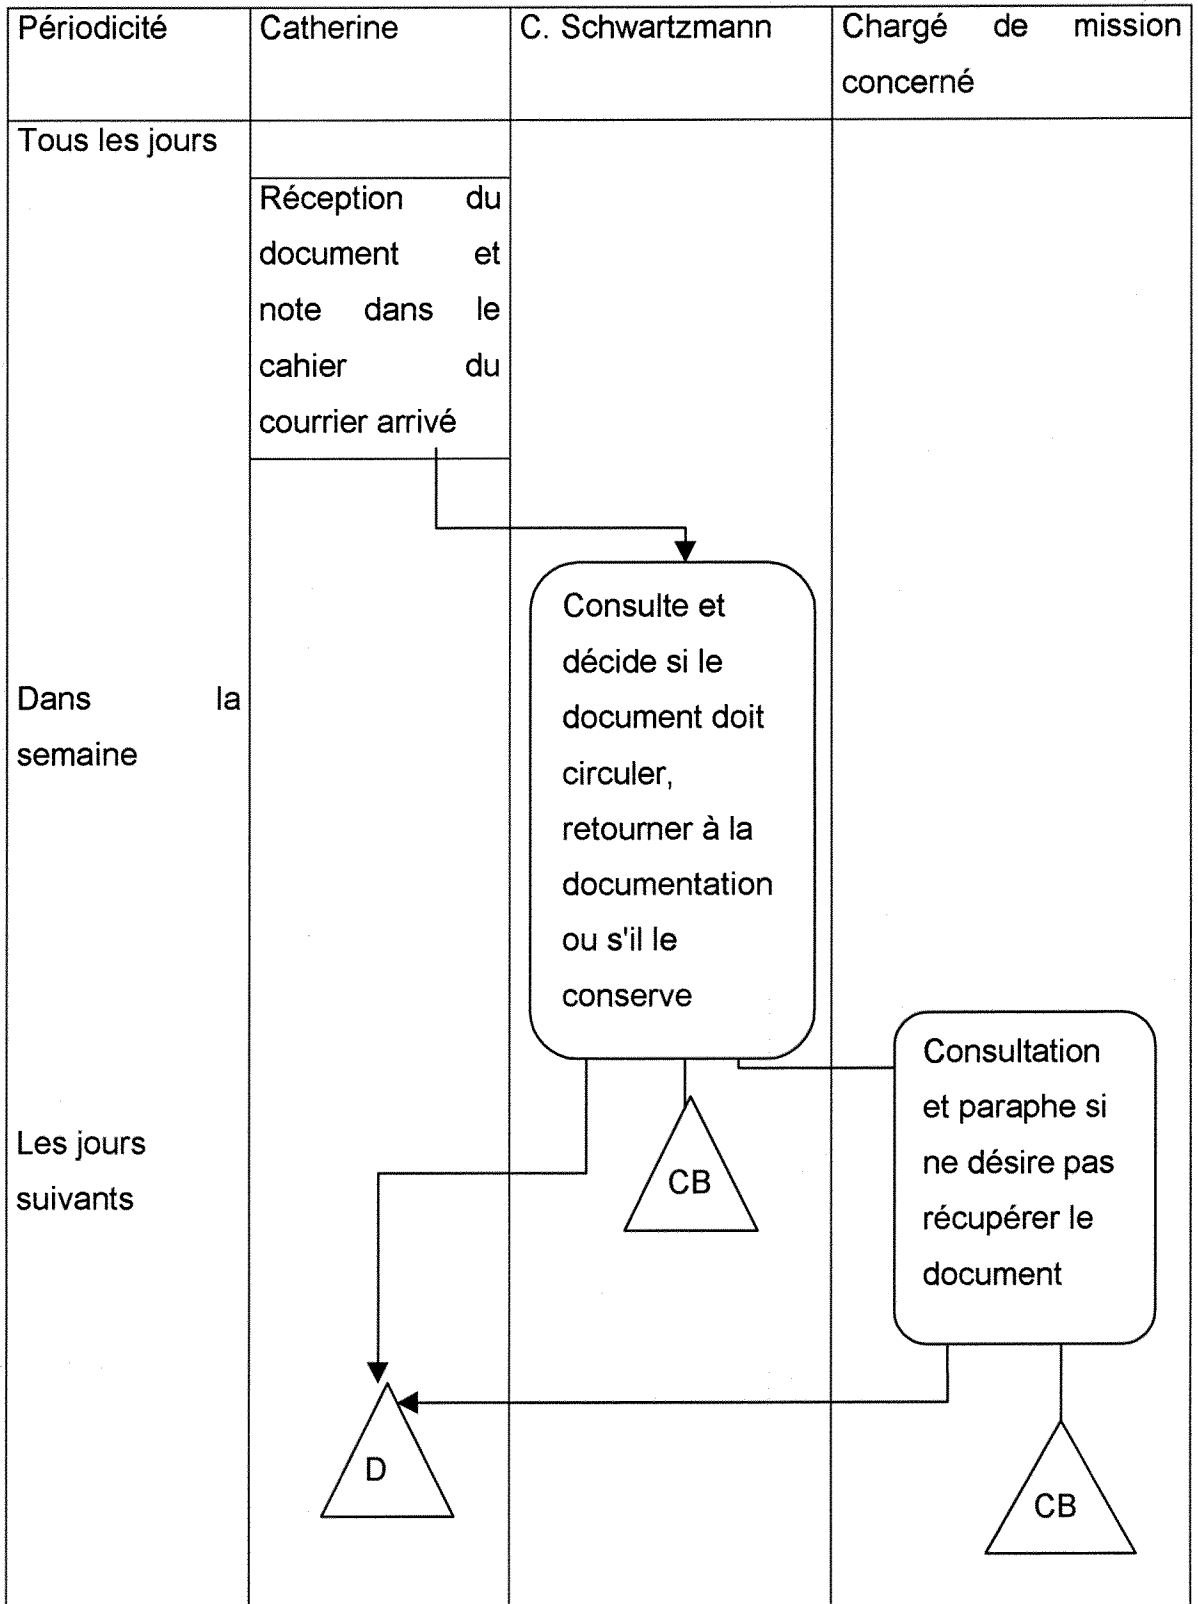 Périodicité
Catherine
C. Schwartzmann
Chargé de mission
concerné
Tous les jours
Réception du
document et
note dans le
cahier du
courrier arrivé
Consulte et
décide si le
document doit
circuler,
retourner à la
documentation
ou s'il le
conserve
Dans la
semaine
Consultation
et paraphe si
ne désire pas
récupérer le
document
Les jours
suivants
CB
D
CB